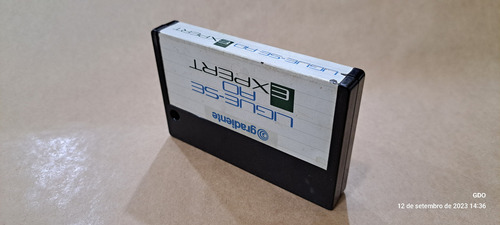 LIGUE-SE AO EXPERT
LIGUE-SE
AO
EXPERT
gradiente
GDO
12 de setembro de 2023 14:36